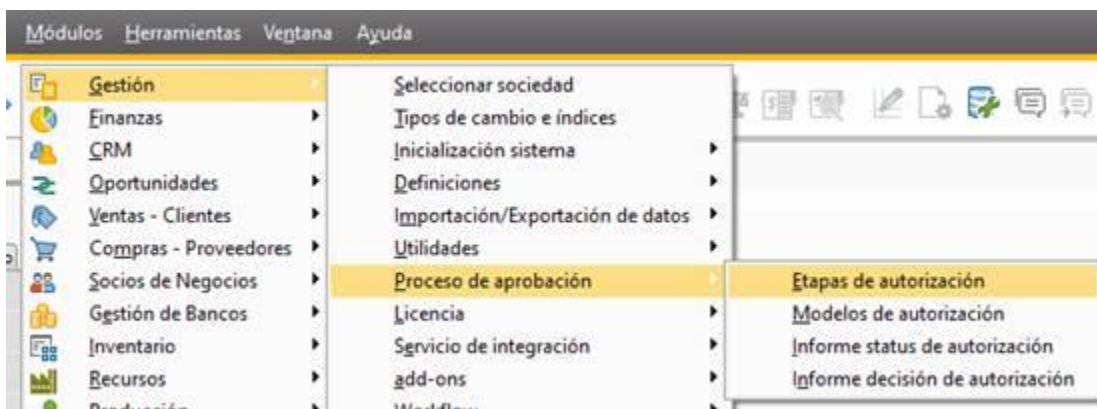 Módulos Herramientas Ventana Ayuda
Gestión
Finanzas
CRM
Oportunidades
Ventas - Clientes
Compras - Proveedores
Socios de Negocios
Gestión de Bancos
Inventario
Recursos
Producción
Seleccionar sociedad
Tipos de cambio e índices
Inicialización sistema
Definiciones
Importación/Exportación de datos
Utilidades
Proceso de aprobación
Licencia
Servicio de integración
add-ons
Workflow
Etapas de autorización
Modelos de autorización
Informe status de autorización
Informe decisión de autorización